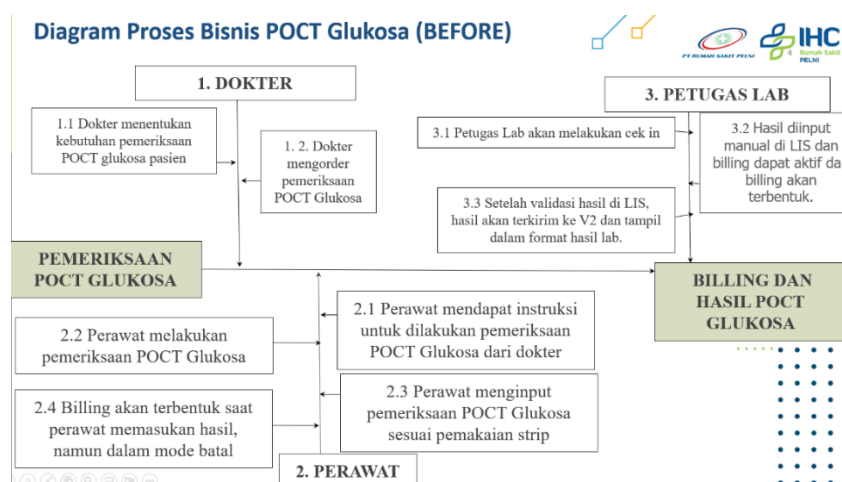 Diagram Proses Bisnis POCT Glukosa (BEFORE)
PT RUMAH SAKIT PELNI
IHC
Rumah Sakit
PELNI
4
1. DOKTER
1.1 Dokter menentukan
kebutuhan pemeriksaan
POCT glukosa pasien
1. 2. Dokter
mengorder
pemeriksaan
POCT Glukosa
3. PETUGAS LAB
3.1 Petugas Lab akan melakukan cek in
3.2 Hasil diinput
manual di LIS dan
billing dapat aktif da
billing akan
terbentuk.
3.3 Setelah validasi hasil di LIS,
hasil akan terkirim ke V2 dan tampil
dalam format hasil lab.
PEMERIKSAAN
POCT GLUKOSA
BILLING DAN
HASIL POCT
GLUKOSA
2.1 Perawat mendapat instruksi
untuk dilakukan pemeriksaan
POCT Glukosa dari dokter
2.2 Perawat melakukan
pemeriksaan POCT Glukosa
2.3 Perawat menginput
pemeriksaan POCT Glukosa
sesuai pemakaian strip
2.4 Billing akan terbentuk saat
perawat memasukan hasil,
namun dalam mode batal
2. PERAWAT